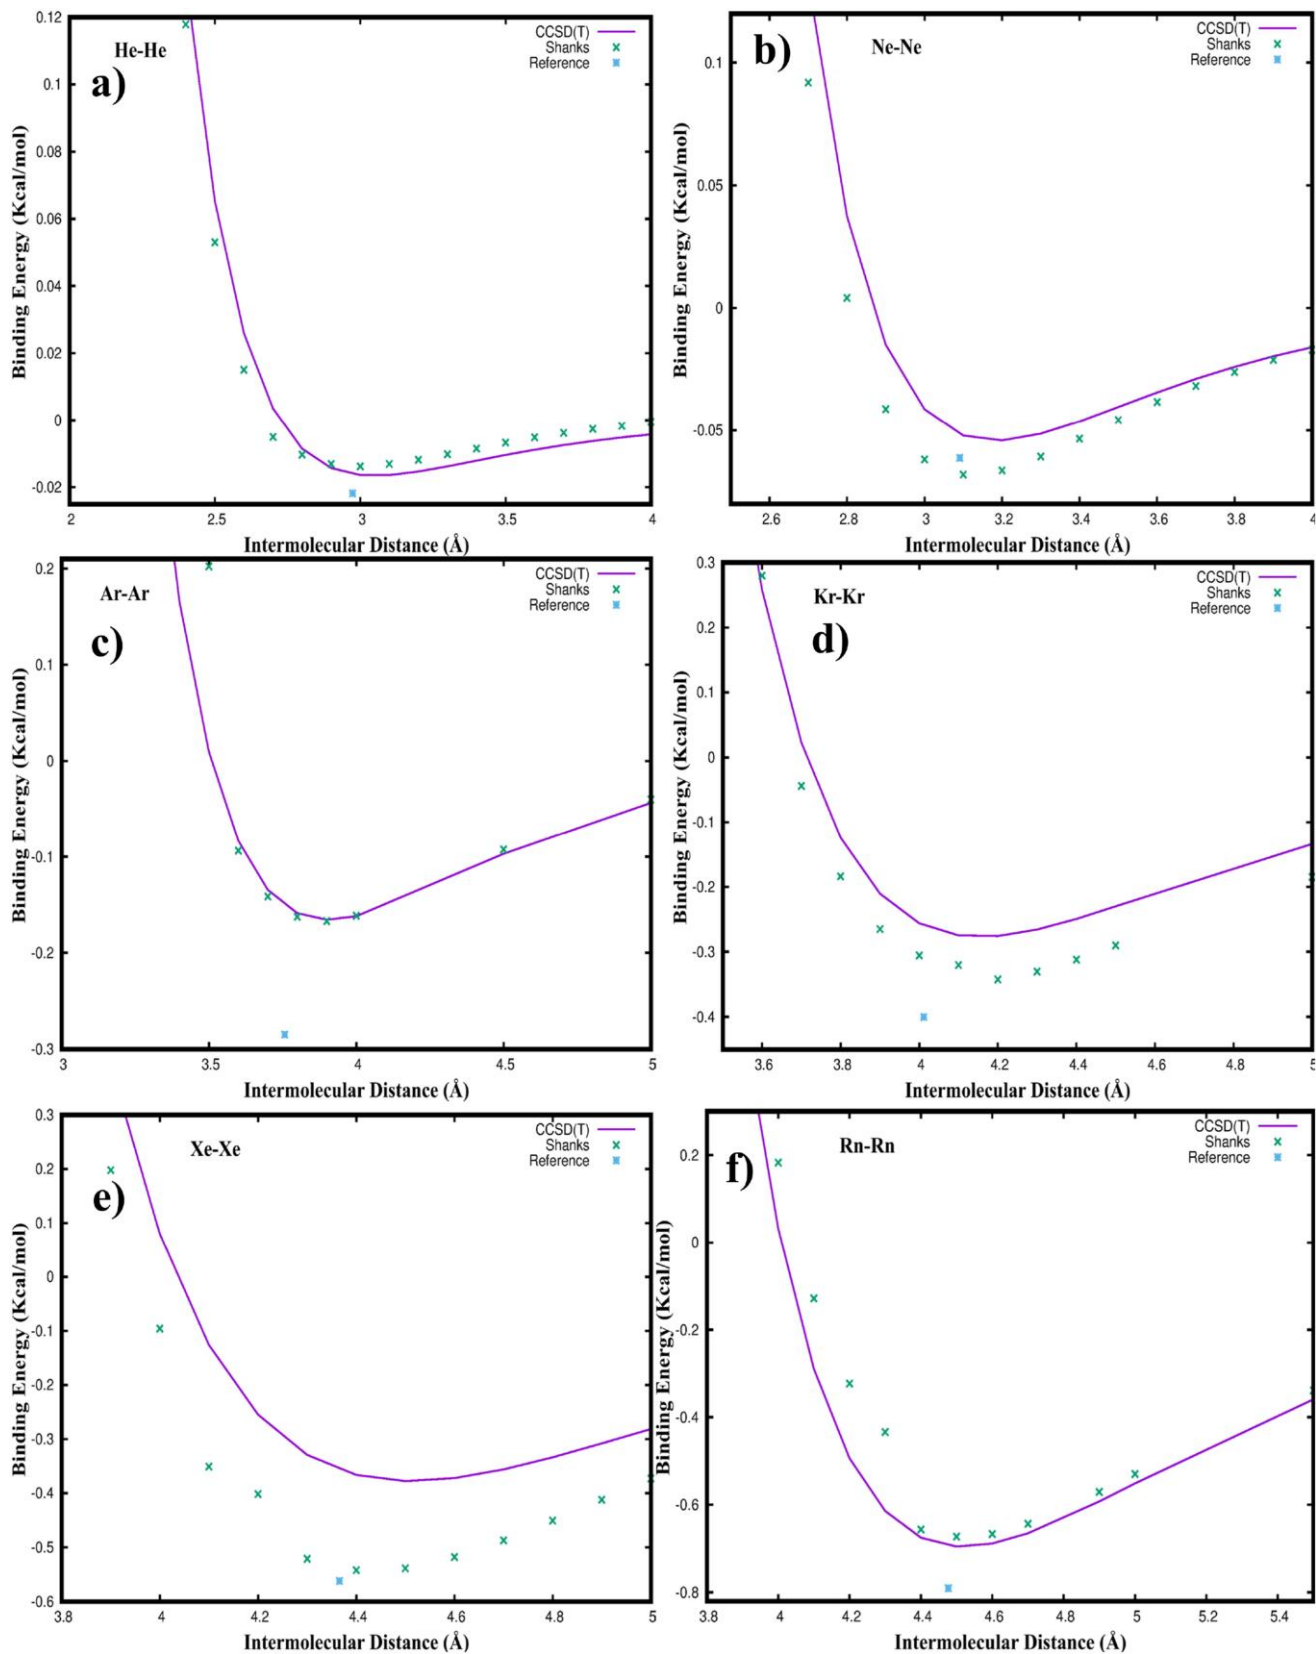 He-He
a)
CCSD(T)
Shanks
Reference
0.12
0.1
0.08
0.06
0.04
0.02
0
-0.02
2
2.5
3
3.5
4
Binding Energy (Kcal/mol)
Intermolecular Distance (Å)
Ne-Ne
b)
CCSD(T)
Shanks
Reference
0.1
0.05
0
-0.05
2.6
2.8
3
3.2
3.4
3.6
3.8
4
Binding Energy (Kcal/mol)
Intermolecular Distance (Å)
Ar-Ar
c)
CCSD(T)
Shanks
Reference
0.2
0.1
0
-0.1
-0.2
-0.3
3
3.5
4
4.5
5
Binding Energy (Kcal/mol)
Intermolecular Distance (Å)
Kr-Kr
d)
CCSD(T)
Shanks
Reference
0.3
0.2
0.1
0
-0.1
-0.2
-0.3
-0.4
3.6
3.8
4
4.2
4.4
4.6
4.8
5
Binding Energy (Kcal/mol)
Intermolecular Distance (Å)
Xe-Xe
e)
CCSD(T)
Shanks
Reference
0.3
0.2
0.1
0
-0.1
-0.2
-0.3
-0.4
-0.5
-0.6
3.8
4
4.2
4.4
4.6
4.8
5
Binding Energy (Kcal/mol)
Intermolecular Distance (Å)
Rn-Rn
f)
CCSD(T)
Shanks
Reference
0.2
0
-0.2
-0.4
-0.6
-0.8
3.8
4
4.2
4.4
4.6
4.8
5
5.2
5.4
Binding Energy (Kcal/mol)
Intermolecular Distance (Å)